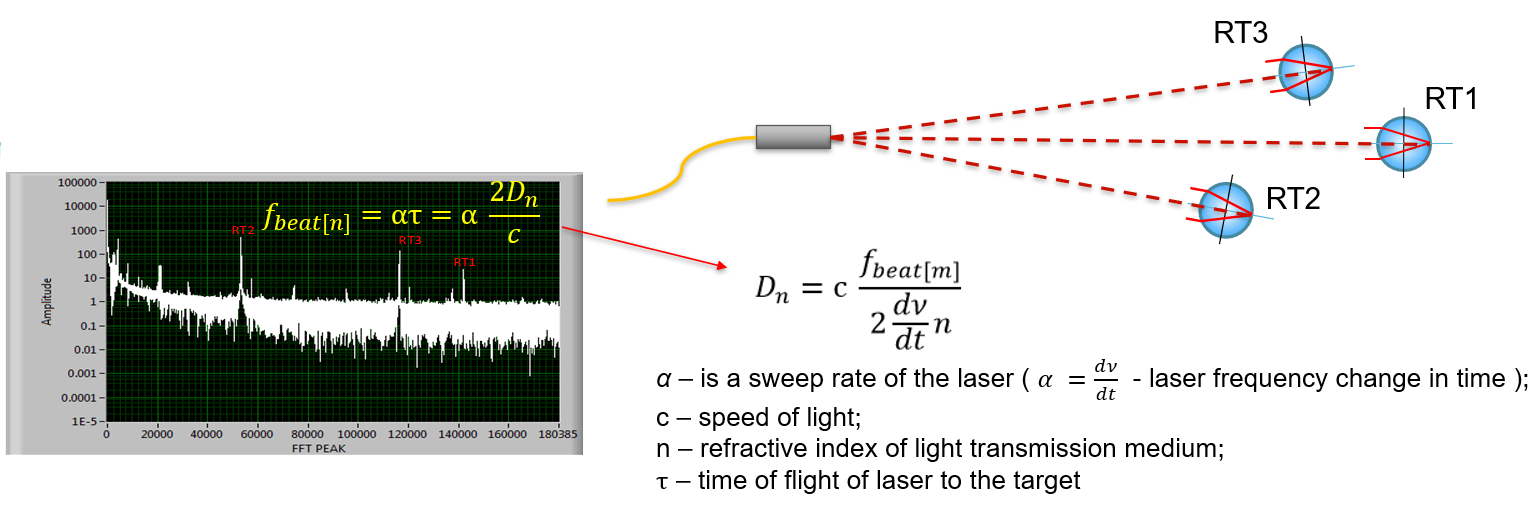 RT3
RT1
RT2
100000
10000
1000
100
10
1
0.1
0.01
0.001
0.0001
1E-5
Amplitude
f_beat[n] = ατ = α 2D_n/c
RT2
RT3
RT1
0 20000 40000 60000 80000 100000 120000 140000 160000 180385
FFT PEAK
D_n = c f_beat[m] / (2 dν/dt n)
α – is a sweep rate of the laser ( α = dν/dt - laser frequency change in time );
c – speed of light;
n – refractive index of light transmission medium;
τ – time of flight of laser to the target